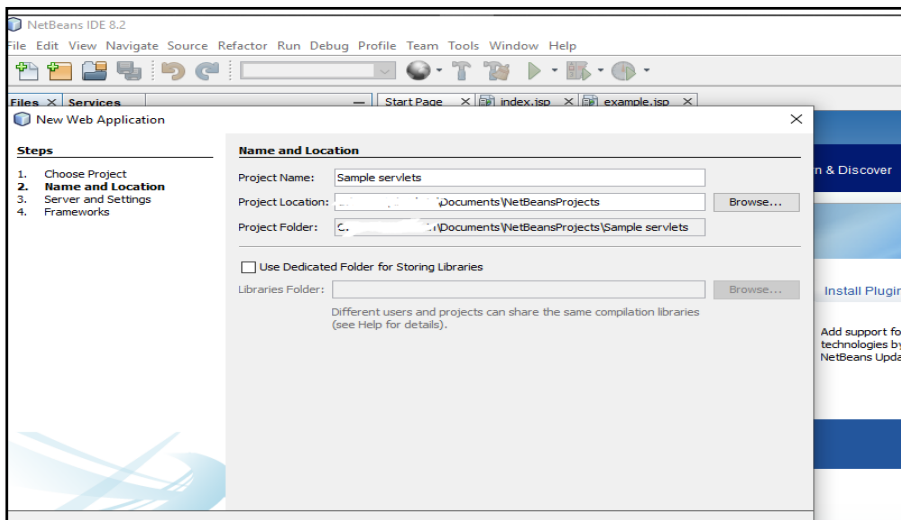 NetBeans IDE 8.2
File Edit View Navigate Source Refactor Run Debug Profile Team Tools Window Help
Files Services Start Page index.jsp example.jsp
New Web Application
Steps
1. Choose Project
2. Name and Location
3. Server and Settings
4. Frameworks
Name and Location
Project Name: Sample servlets
Project Location: \Documents\NetBeansProjects Browse...
Project Folder: C: \Documents\NetBeansProjects\Sample servlets
Use Dedicated Folder for Storing Libraries
Libraries Folder: Browse...
Different users and projects can share the same compilation libraries
(see Help for details).
n & Discover
Install Plugin
Add support fo
technologies by
NetBeans Upda